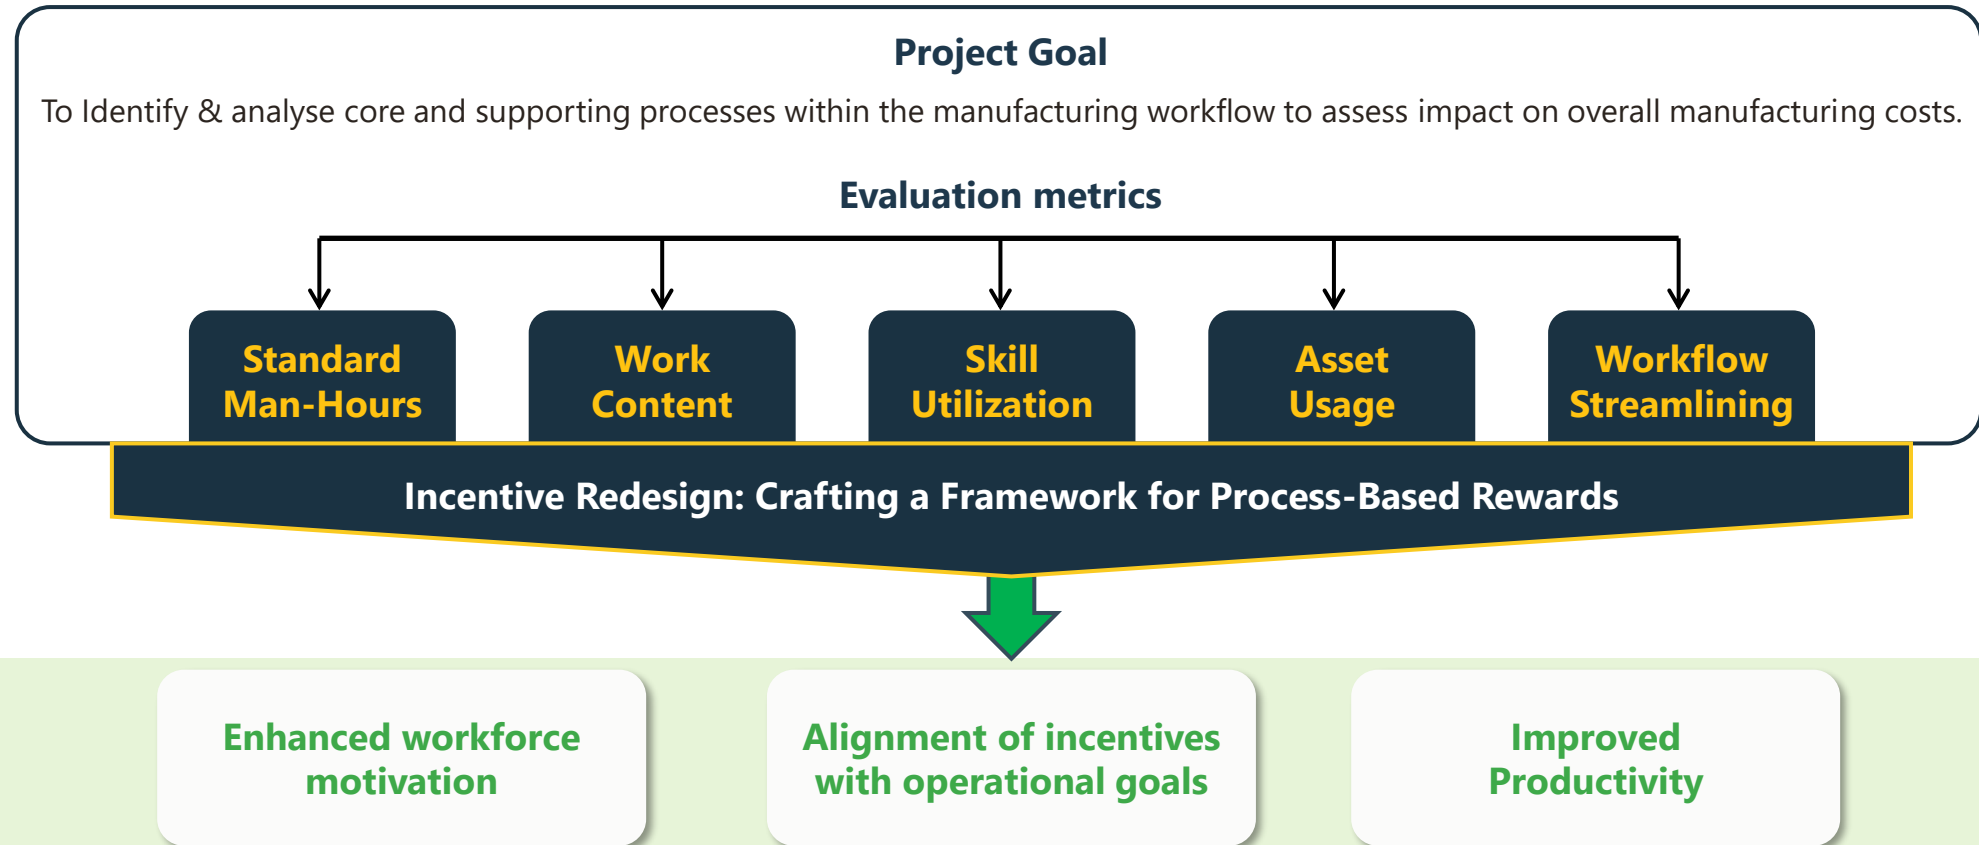 Project Goal
To Identify & analyse core and supporting processes within the manufacturing workflow to assess impact on overall manufacturing costs.
Evaluation metrics
Standard
Man-Hours
Work
Content
Skill
Utilization
Asset
Usage
Workflow
Streamlining
Incentive Redesign: Crafting a Framework for Process-Based Rewards
Enhanced workforce
motivation
Alignment of incentives
with operational goals
Improved
Productivity